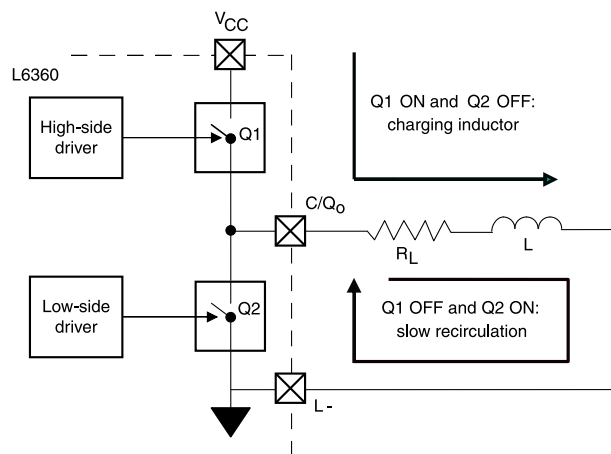 VCC
L6360
High-side
driver
Q1
Q1 ON and Q2 OFF:
charging inductor
C/QO
RL
L
Low-side
driver
Q2
Q1 OFF and Q2 ON:
slow recirculation
L-